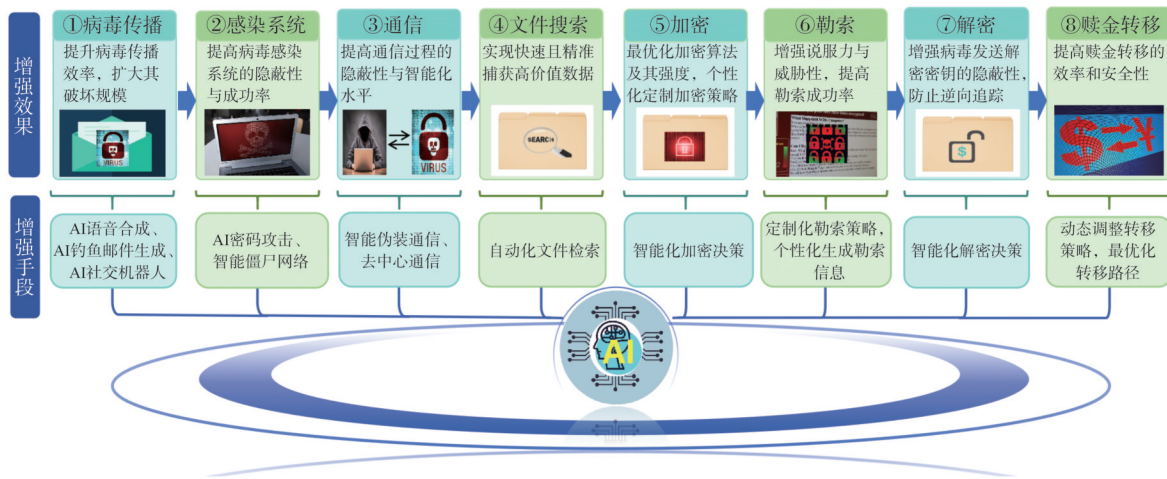 增强效果
①病毒传播
提升病毒传播
效率，扩大其
破坏规模
VIRUS
②感染系统
提高病毒感染
系统的隐蔽性
与成功率
③通信
提高通信过程的
隐蔽性与智能化
水平
VIRUS
④文件搜索
实现快速且精准
捕获高价值数据
SEARCH
⑤加密
最优化加密算法
及其强度，个性
化定制加密策略
⑥勒索
增强说服力与
威胁性，提高
勒索成功率
⑦解密
增强病毒发送解
密密钥的隐蔽性，
防止逆向追踪
$
⑧赎金转移
提高赎金转移的
效率和安全性
$
¥
增强手段
AI语音合成、
AI钓鱼邮件生成、
AI社交机器人
AI密码攻击、
智能僵尸网络
智能伪装通信、
去中心通信
自动化文件检索
智能化加密决策
定制化勒索策略，
个性化生成勒索
信息
智能化解密决策
动态调整转移
策略，最优化
转移路径
AI